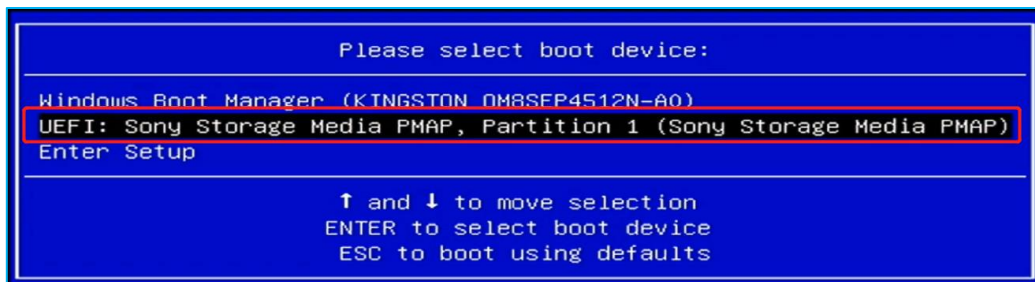 Please select boot device:
Windows Boot Manager (KINGSTON OM8SEP4512N-A0)
UEFI: Sony Storage Media PMAP, Partition 1 (Sony Storage Media PMAP)
Enter Setup
↑ and ↓ to move selection
ENTER to select boot device
ESC to boot using defaults